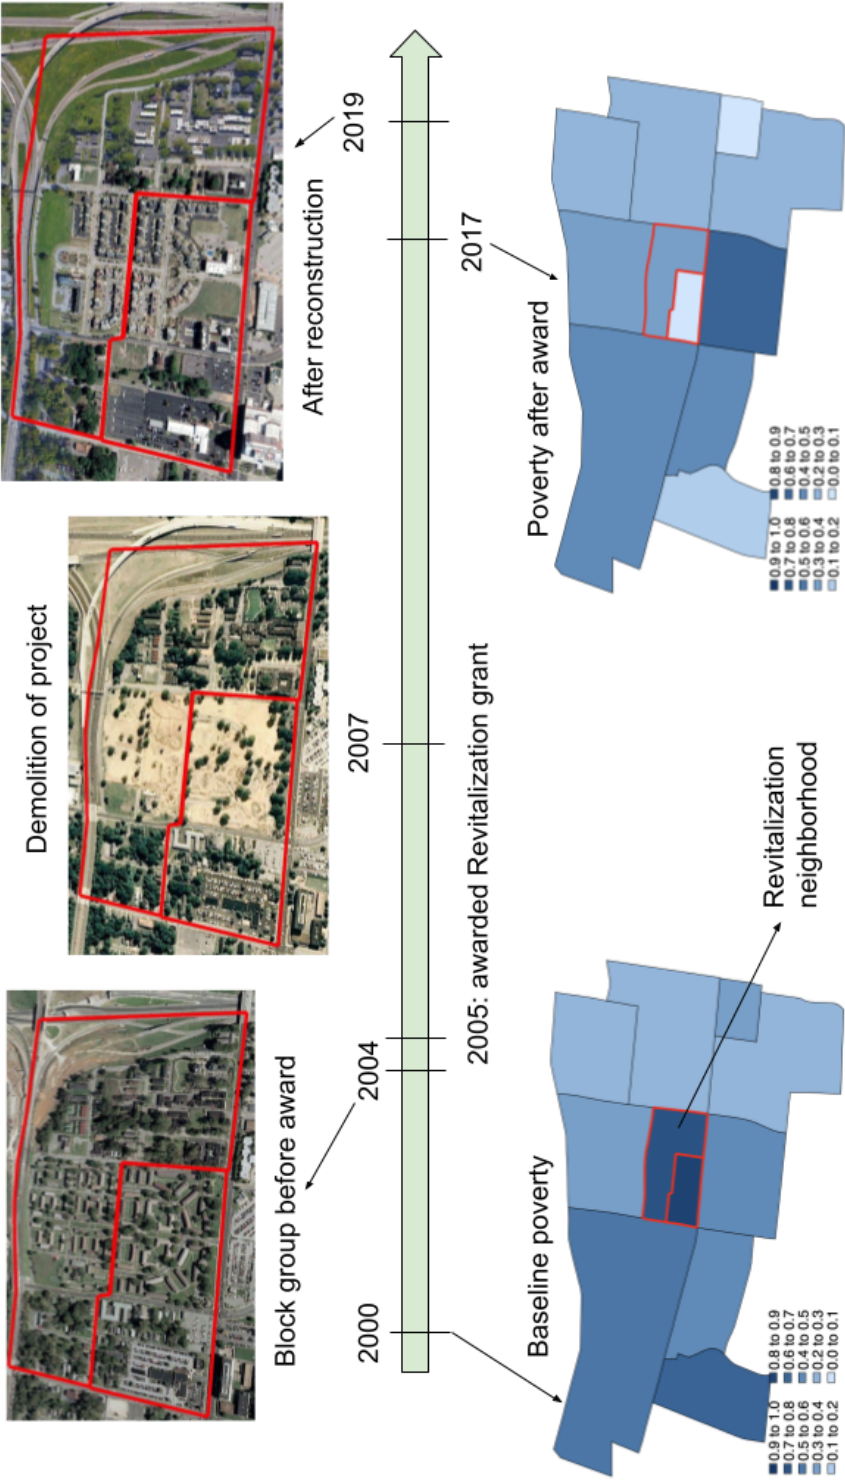 Block group before award
Demolition of project
After reconstruction
2000
2004
2007
2019
2005: awarded Revitalization grant
2017
Baseline poverty
Revitalization
neighborhood
Poverty after award
0.9 to 1.0
0.8 to 0.9
0.7 to 0.8
0.6 to 0.7
0.5 to 0.6
0.4 to 0.5
0.3 to 0.4
0.2 to 0.3
0.1 to 0.2
0.0 to 0.1
0.9 to 1.0
0.8 to 0.9
0.7 to 0.8
0.6 to 0.7
0.5 to 0.6
0.4 to 0.5
0.3 to 0.4
0.2 to 0.3
0.1 to 0.2
0.0 to 0.1